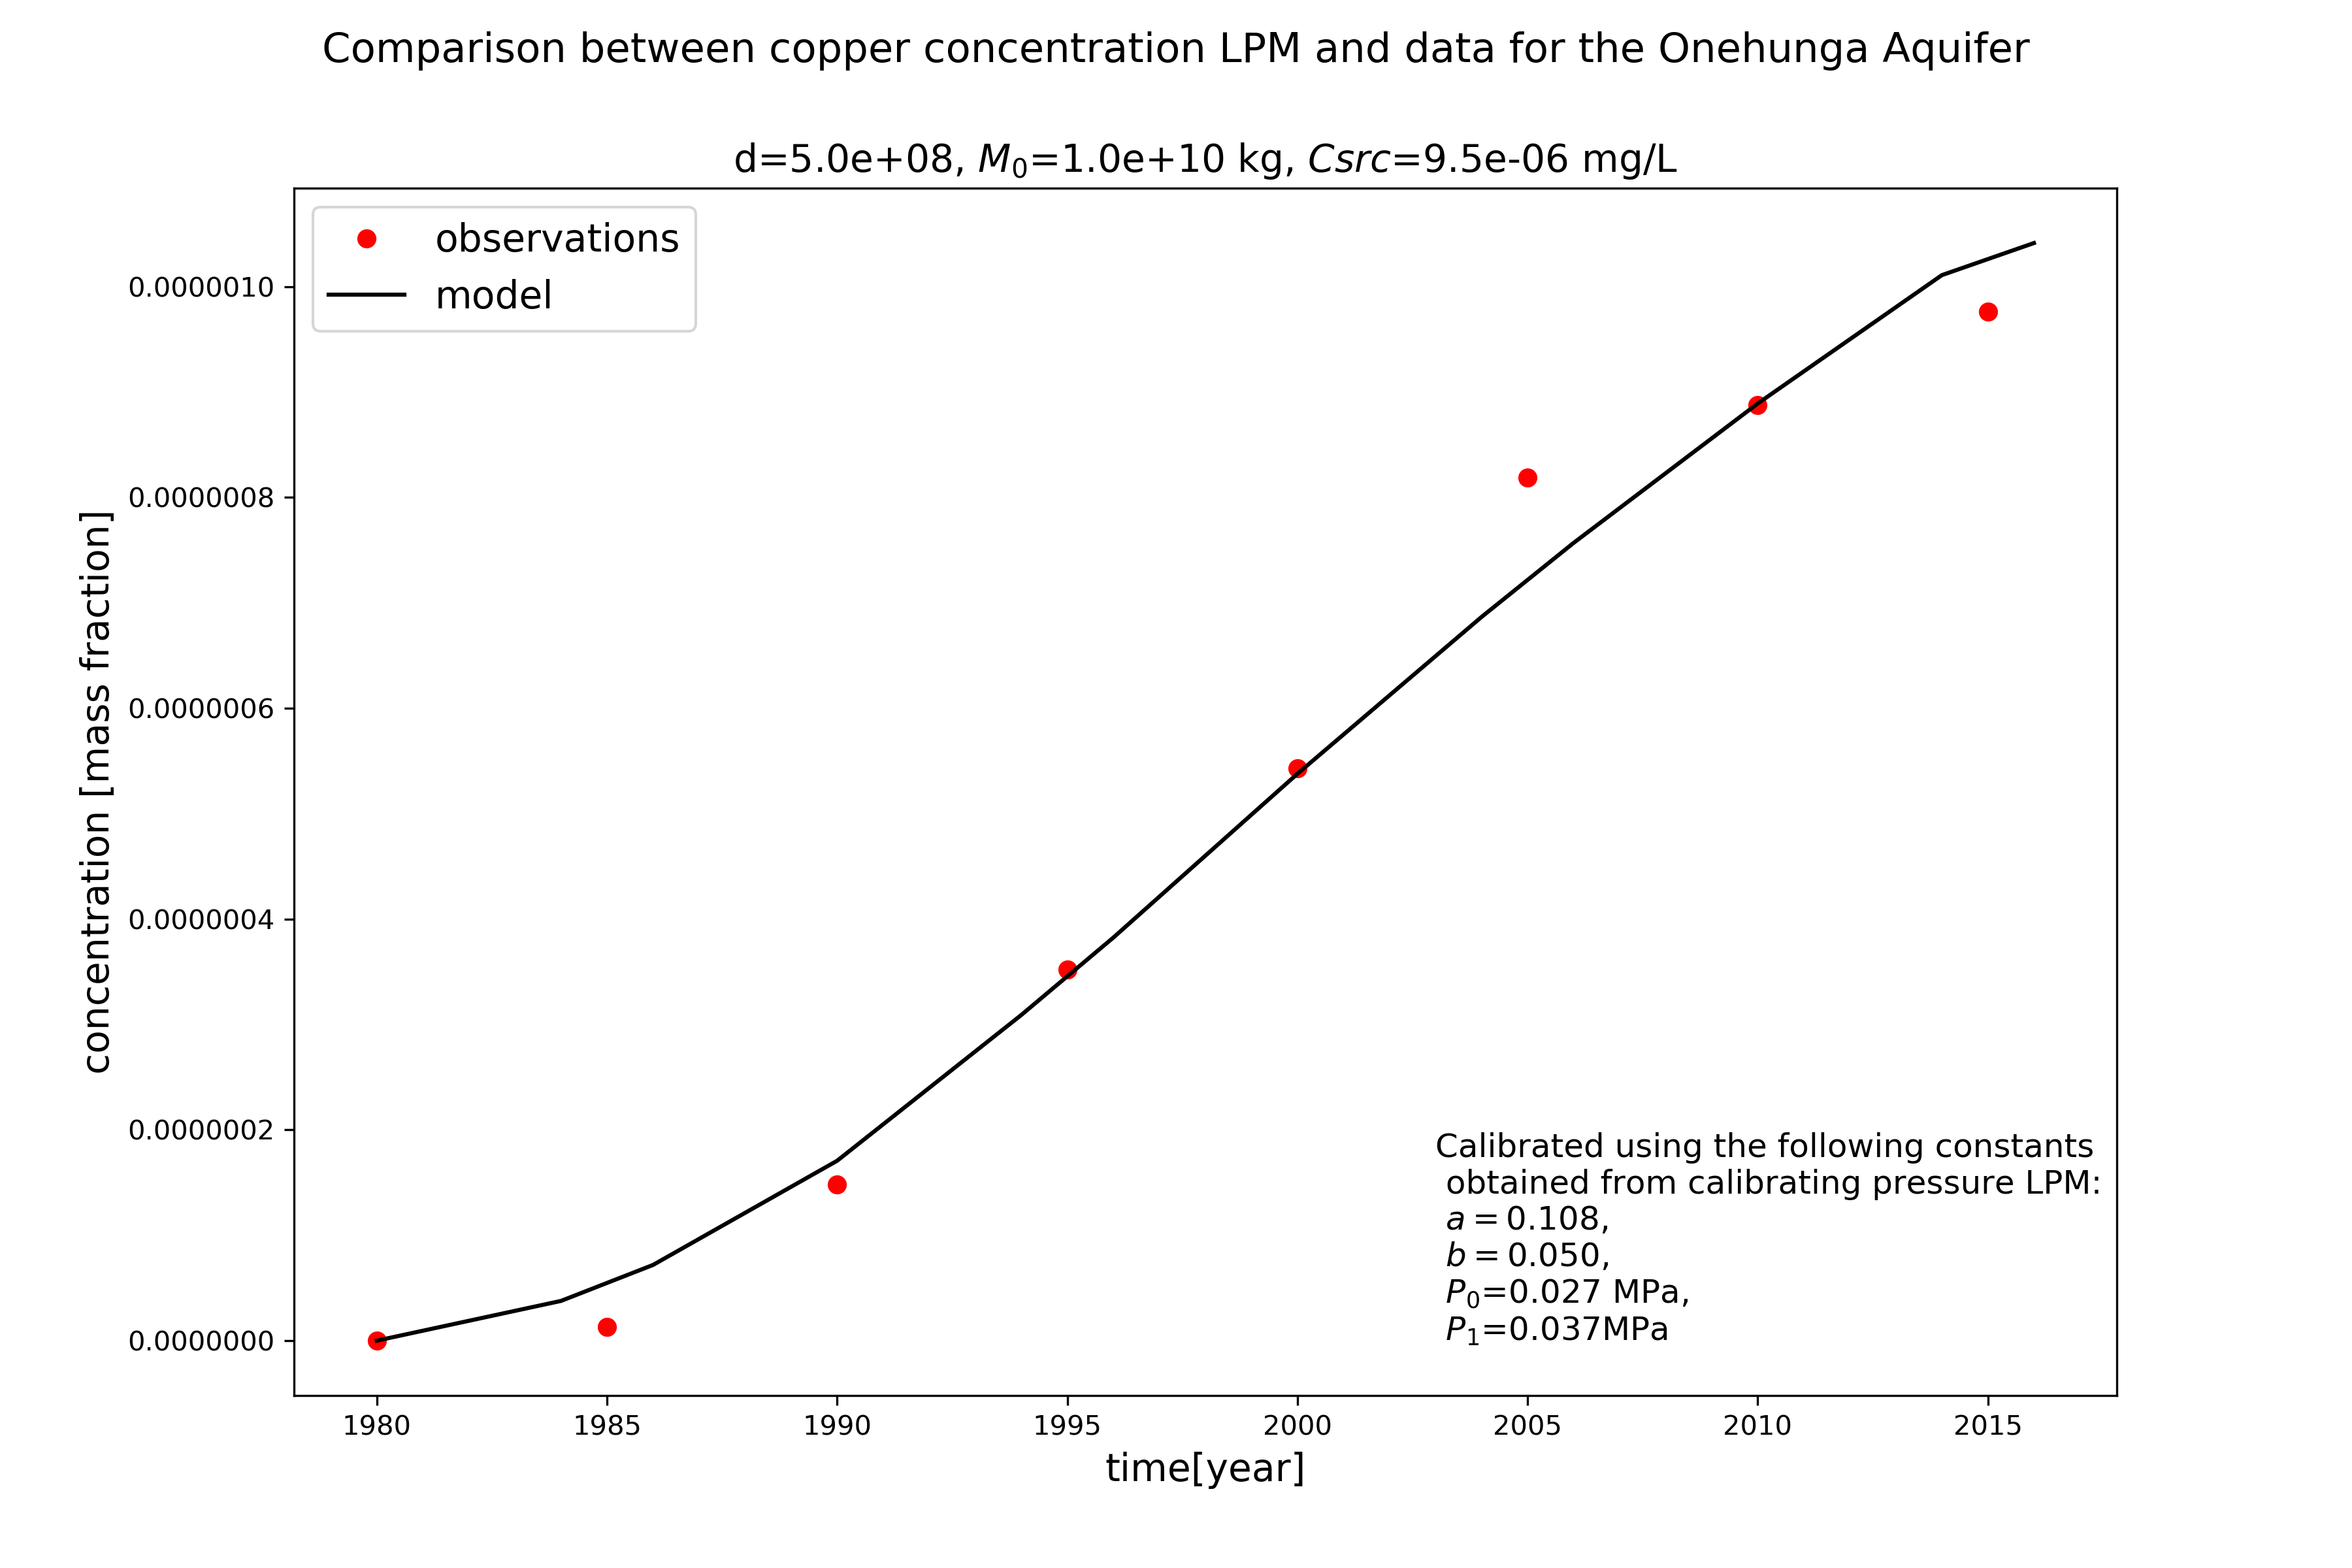 Comparison between copper concentration LPM and data for the Onehunga Aquifer
d=5.0e+08, M₀=1.0e+10 kg, Csrc=9.5e-06 mg/L
observations
model
0.0000010
0.0000008
0.0000006
0.0000004
0.0000002
0.0000000
concentration [mass fraction]
Calibrated using the following constants
obtained from calibrating pressure LPM:
a = 0.108,
b = 0.050,
P₀=0.027 MPa,
P₁=0.037MPa
1980 1985 1990 1995 2000 2005 2010 2015
time[year]